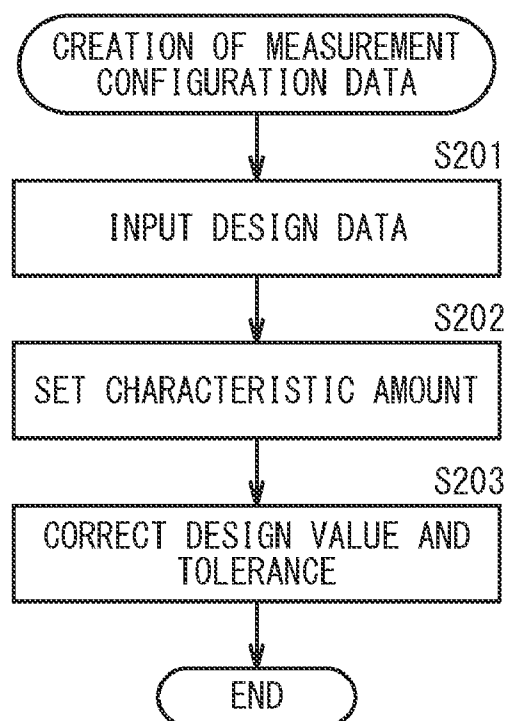 CREATION OF MEASUREMENT
CONFIGURATION DATA
S201
INPUT DESIGN DATA
S202
SET CHARACTERISTIC AMOUNT
S203
CORRECT DESIGN VALUE AND
TOLERANCE
END